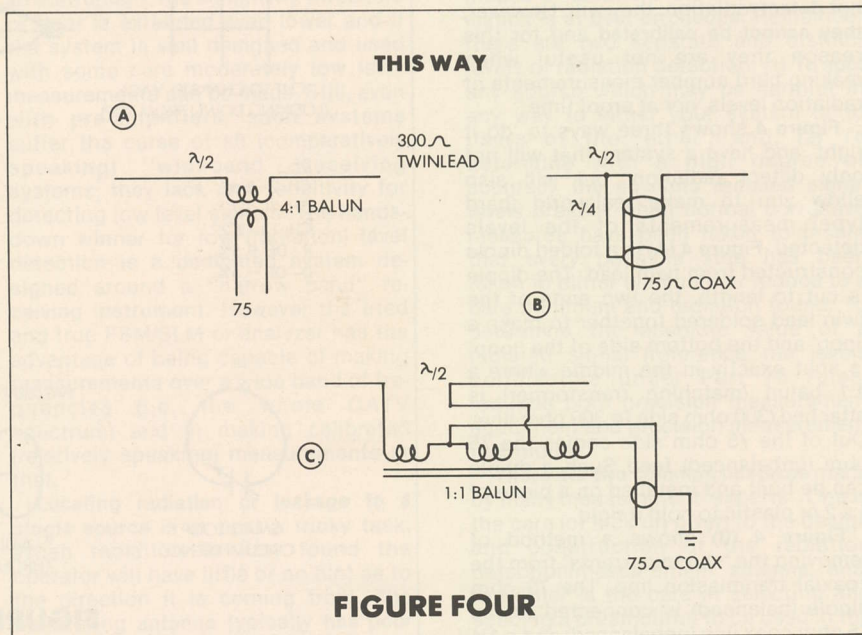 THIS WAY
A
λ/2
300 Ω
TWINLEAD
4:1 BALUN
75
λ/2
λ/4
75 Ω COAX
B
λ/2
C
1:1 BALUN
75 Ω COAX
FIGURE FOUR